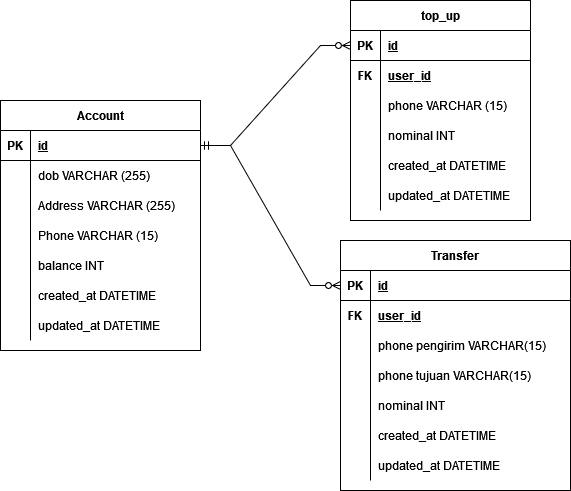 Account
PK id
dob VARCHAR (255)
Address VARCHAR (255)
Phone VARCHAR (15)
balance INT
created_at DATETIME
updated_at DATETIME
top_up
PK id
FK user_id
phone VARCHAR (15)
nominal INT
created_at DATETIME
updated_at DATETIME
Transfer
PK id
FK user_id
phone pengirim VARCHAR(15)
phone tujuan VARCHAR(15)
nominal INT
created_at DATETIME
updated_at DATETIME